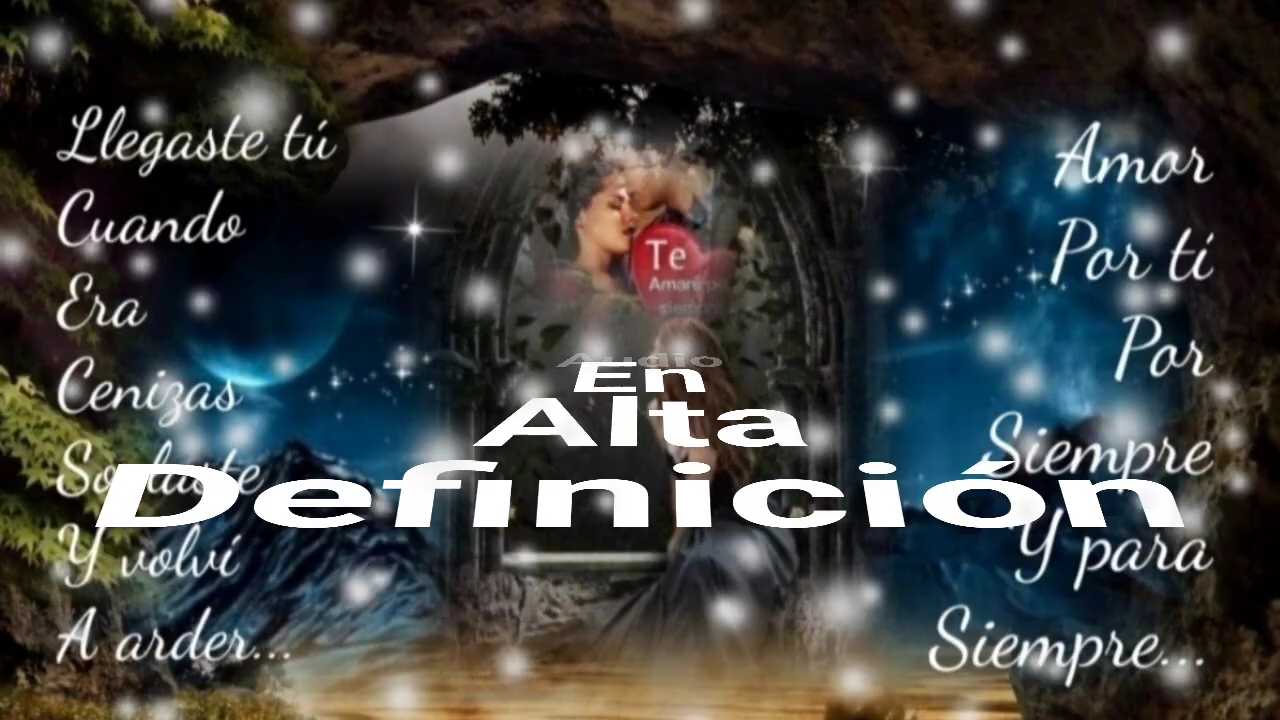 Llegaste tú
Cuando
Era
Cenizas
Y volví
A arder...
Te
Audio
En
Alta
Definición
Amor
Por ti
Por
Siempre
Y para
Siempre...